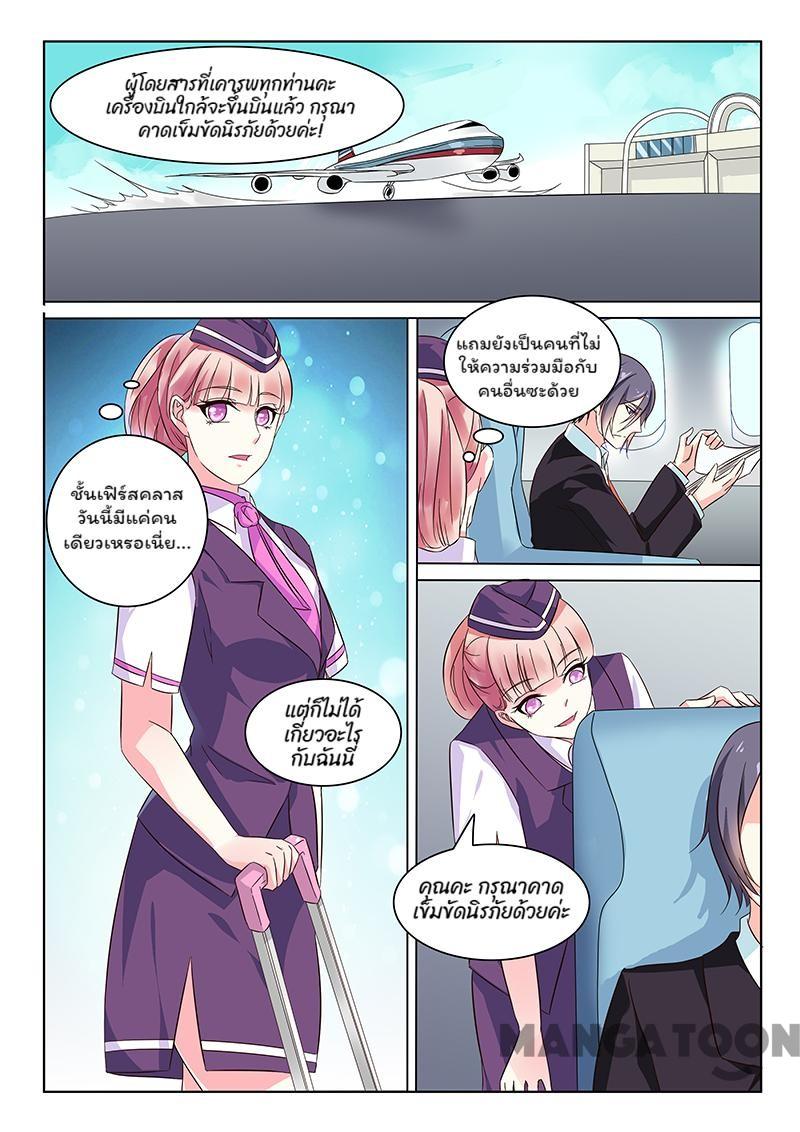 ผู้โดยสารที่เคารพทุกท่านคะ
เครื่องบินใกล้จะขึ้นบินแล้ว กรุณา
คาดเข็มขัดนิรภัยด้วยค่ะ!
ชั้นเฟิร์สคลาส
วันนี้มีแค่คน
เดียวเหรอเนี่ย...
แต่ก็ไม่ได้
เกี่ยวอะไร
กับฉันนี่
แถมยังเป็นคนที่ไม่
ให้ความร่วมมือกับ
คนอื่นซะด้วย
คุณคะ กรุณาคาด
เข็มขัดนิรภัยด้วยค่ะ
MANGATOON